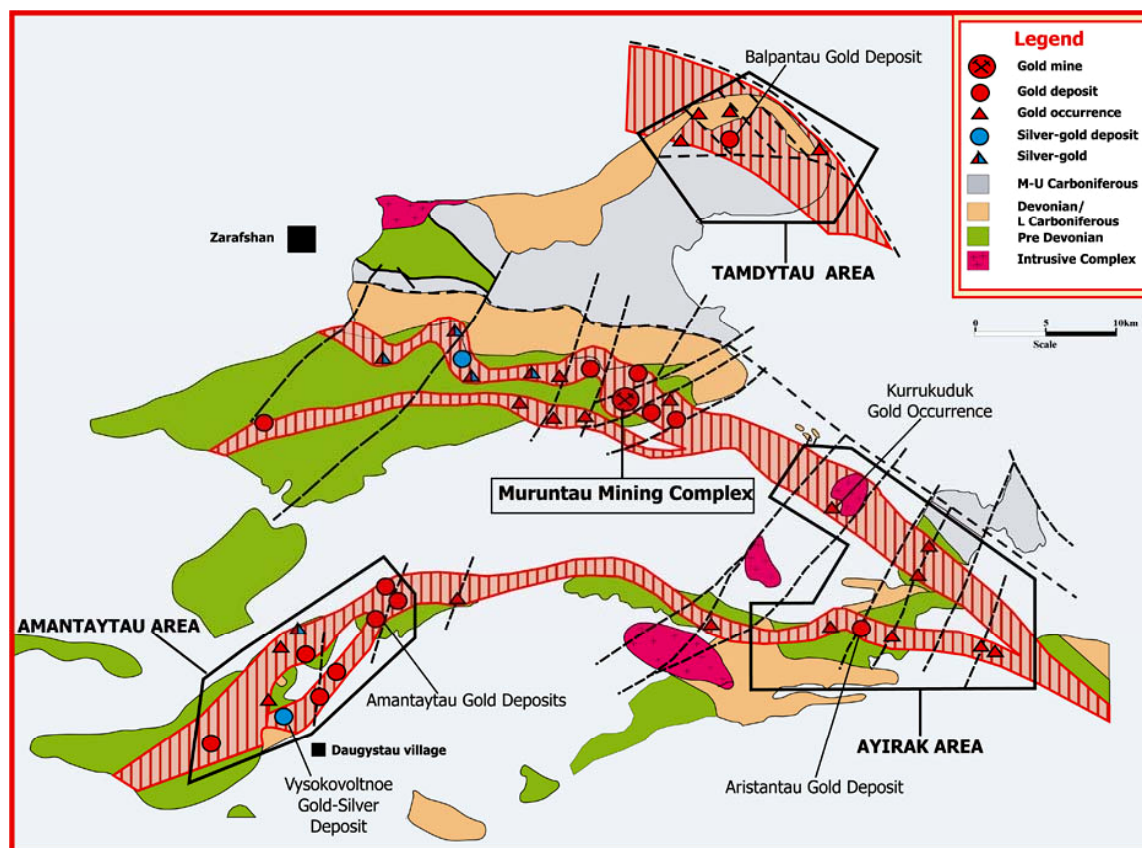 Balpantau Gold Deposit
Legend
Gold mine
Gold deposit
Gold occurrence
Silver-gold deposit
Silver-gold
M-U Carboniferous
Devonian/
L Carboniferous
Pre Devonian
Intrusive Complex
Zarafshan
TAMDYTAU AREA
0 5 10km
Scale
Kurrukuduk
Gold Occurrence
Muruntau Mining Complex
AMANTAYTAU AREA
Amantaytau Gold Deposits
Daugystau village
AYIRAK AREA
Vysokovoltnoe
Gold-Silver
Deposit
Aristantau Gold Deposit